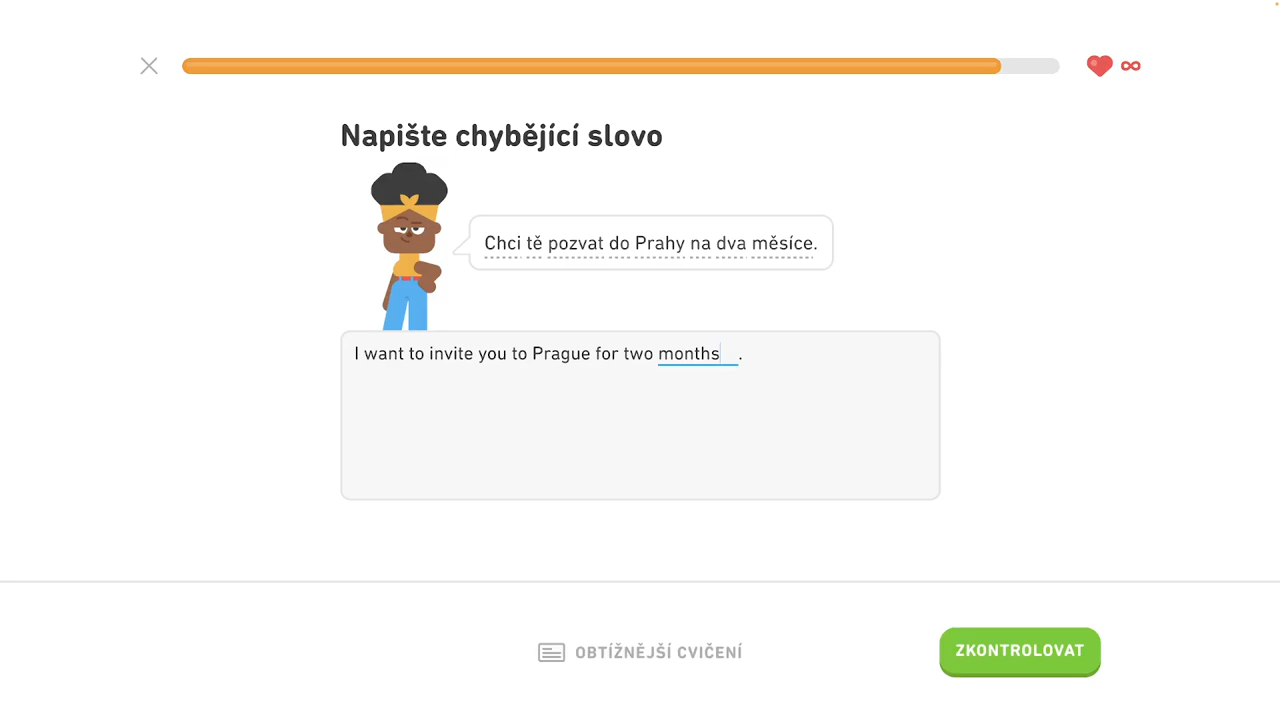 ∞
Napište chybějící slovo
Chci tě pozvat do Prahy na dva měsíce.
I want to invite you to Prague for two months .
OBTÍŽNĚJŠÍ CVIČENÍ
ZKONTROLOVAT